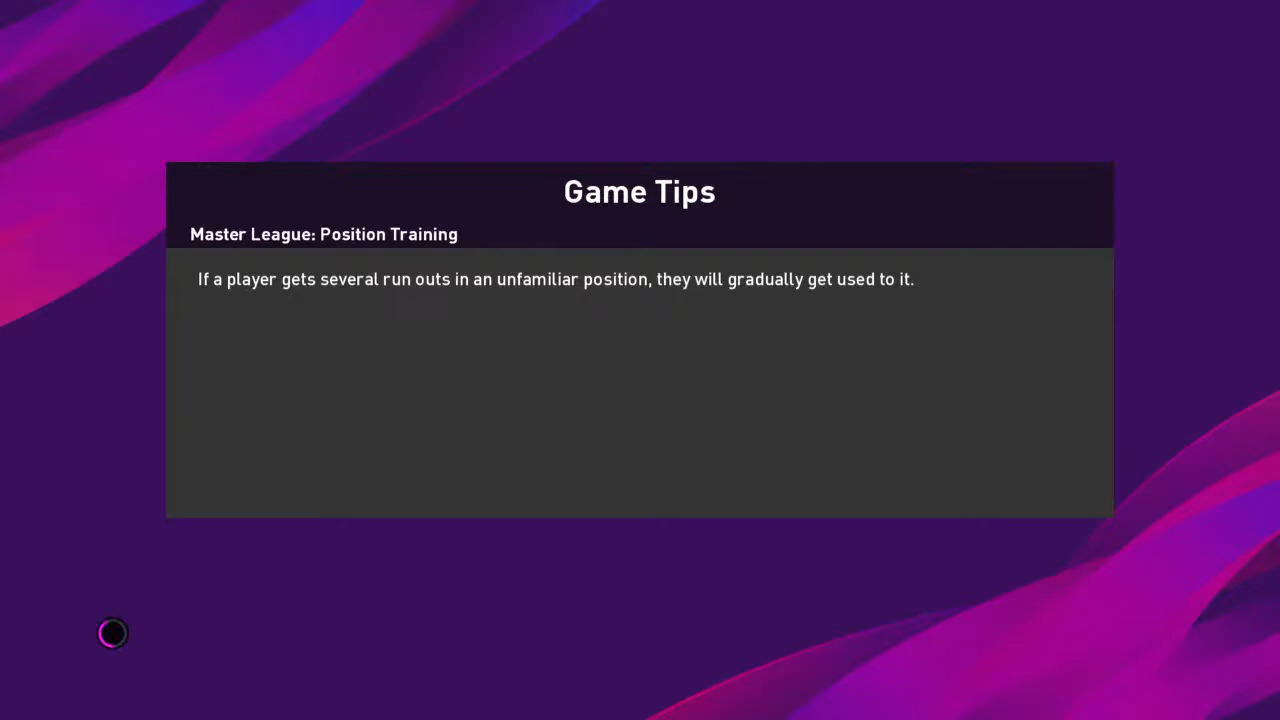 Game Tips
Master League: Position Training
If a player gets several run outs in an unfamiliar position, they will gradually get used to it.